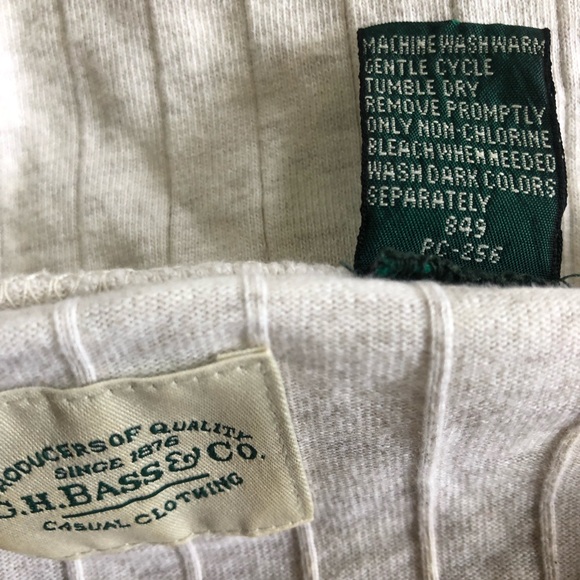 MACHINE WASH WARM
GENTLE CYCLE
TUMBLE DRY
REMOVE PROMPTLY
ONLY NON-CHLORINE
BLEACH WHEN NEEDED
WASH DARK COLORS
SEPARATELY
849
PC-256
RODUCERS OF QUALITY
SINCE 1876
G.H. BASS & CO.
CASUAL CLOTHING